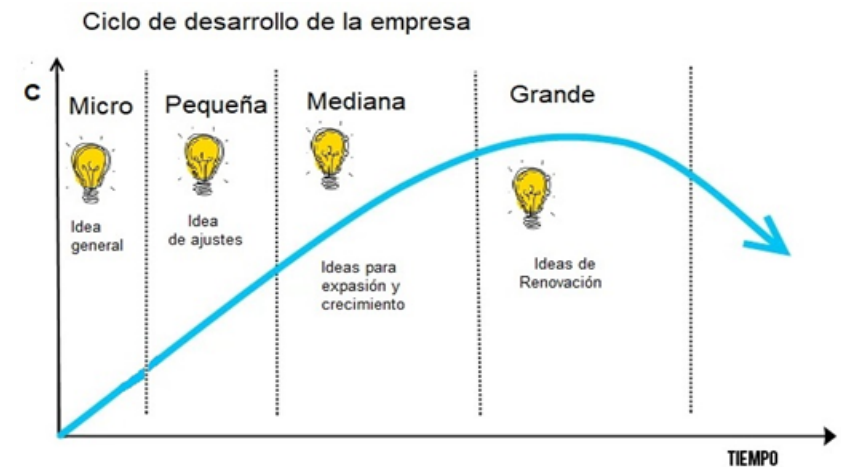 Ciclo de desarrollo de la empresa
C
Micro
Pequeña
Mediana
Grande
Idea
general
Idea
de ajustes
Ideas para
expasión y
crecimiento
Ideas de
Renovación
TIEMPO